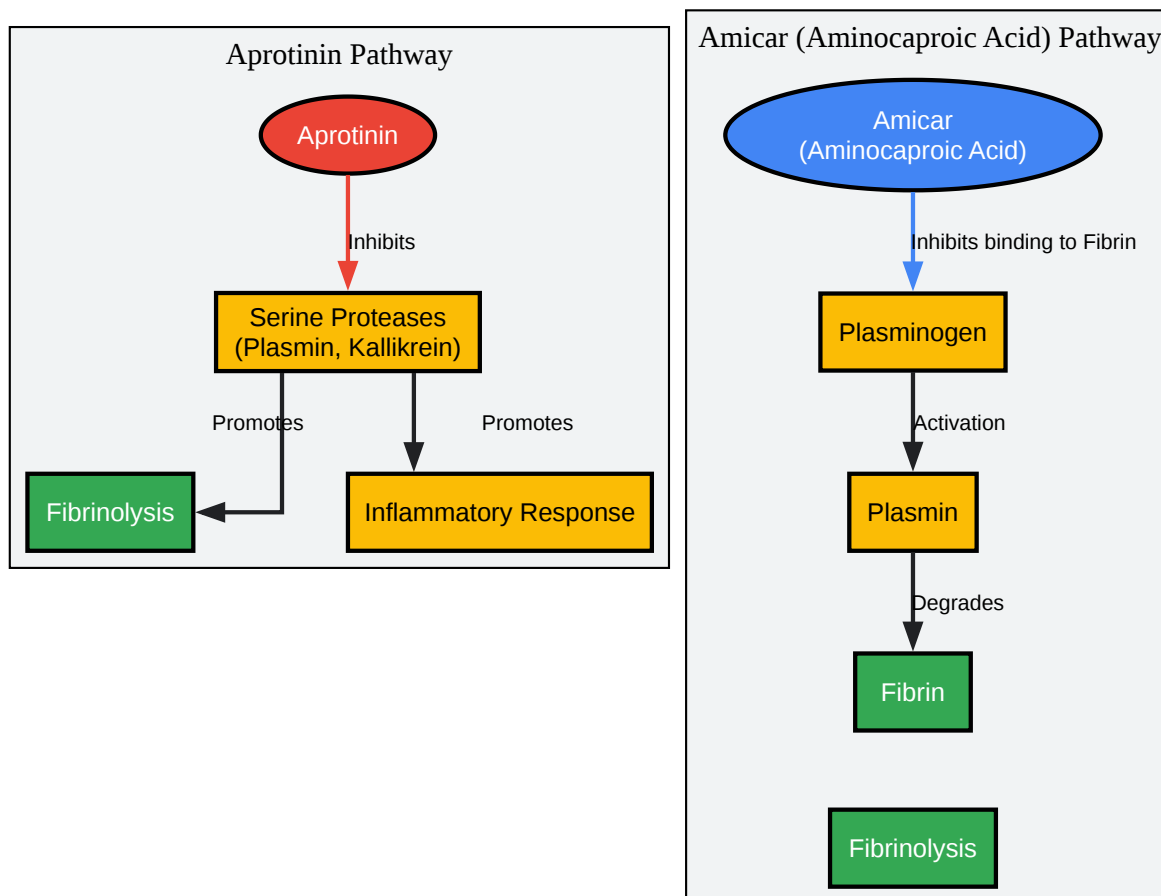 Aprotinin Pathway
Aprotinin
Inhibits
Serine Proteases
(Plasmin, Kallikrein)
Promotes
Promotes
Fibrinolysis
Inflammatory Response
Amicar (Aminocaproic Acid) Pathway
Amicar
(Aminocaproic Acid)
Inhibits binding to Fibrin
Plasminogen
Activation
Plasmin
Degrades
Fibrin
Fibrinolysis